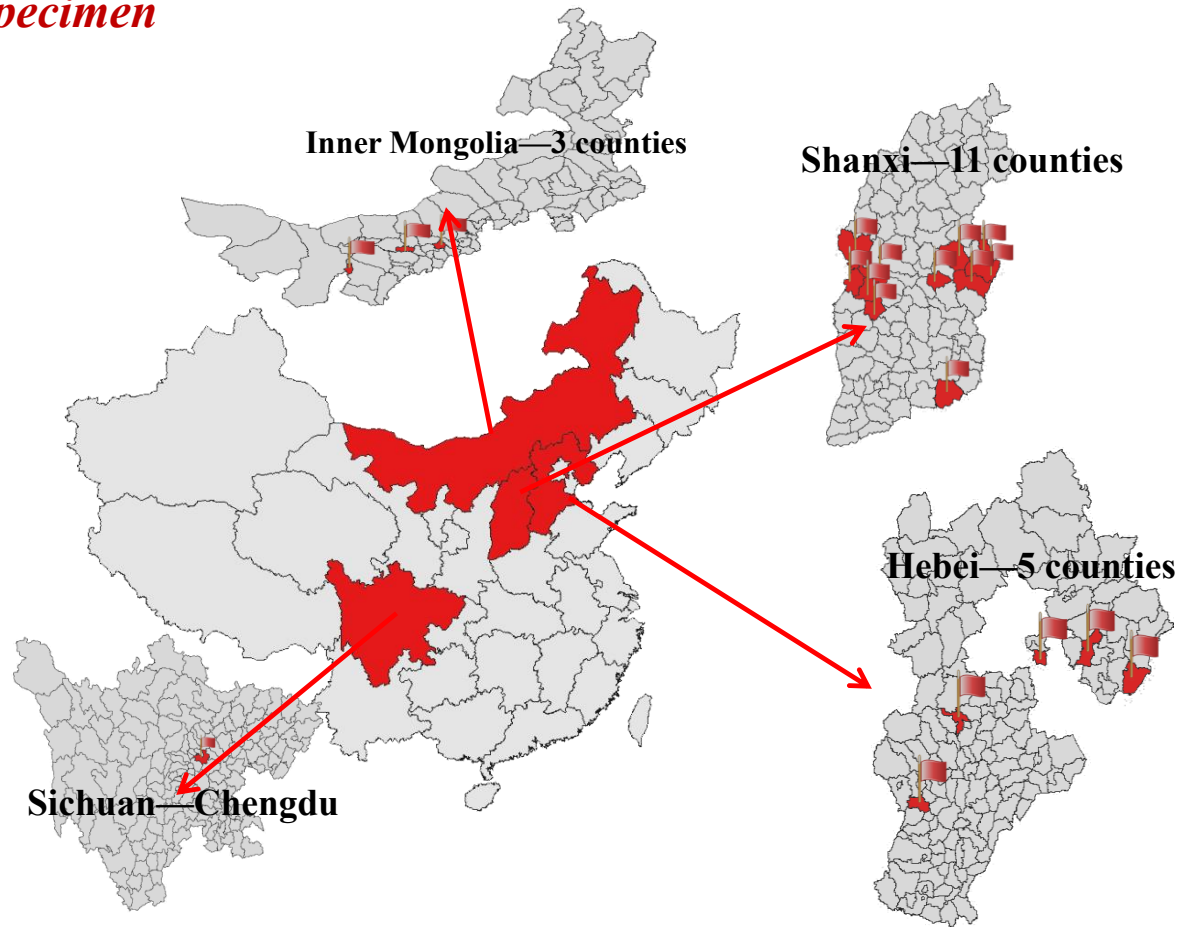 pecimen
Inner Mongolia—3 counties
Shanxi—11 counties
Hebei—5 counties
Sichuan—Chengdu